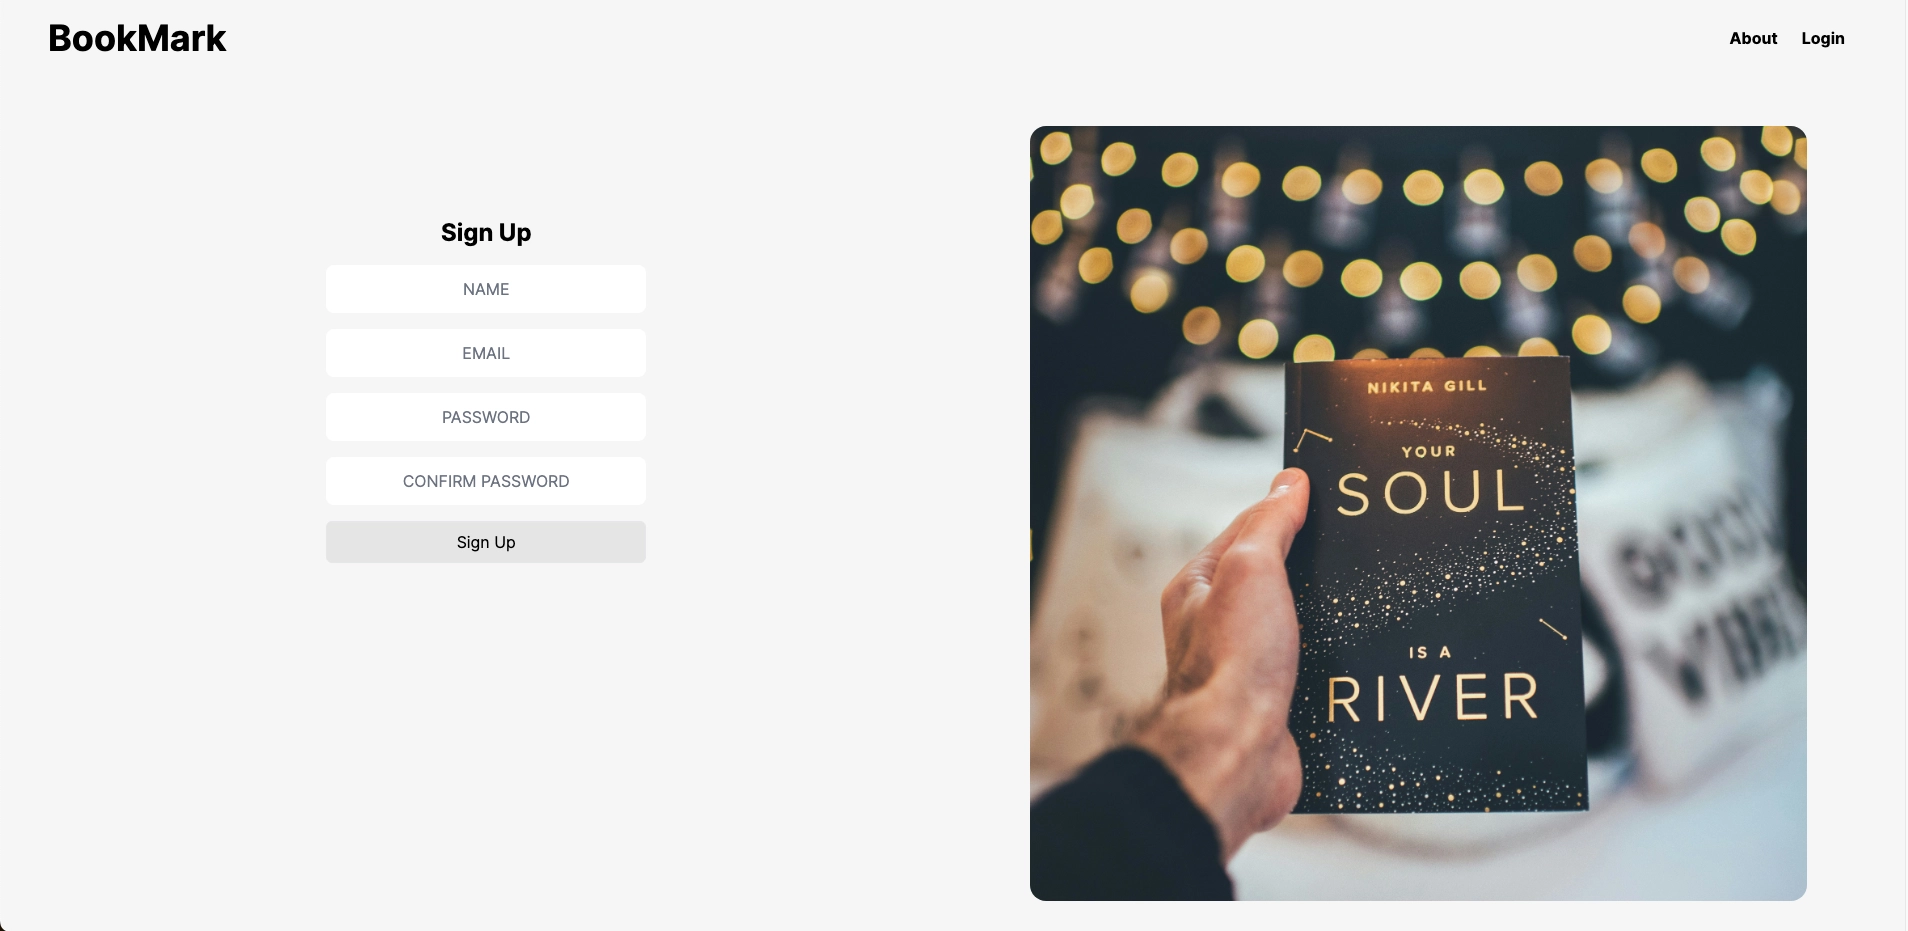 BookMark
About Login
Sign Up
NAME
EMAIL
PASSWORD
CONFIRM PASSWORD
Sign Up
NIKITA GILL
YOUR
SOUL
IS A
RIVER